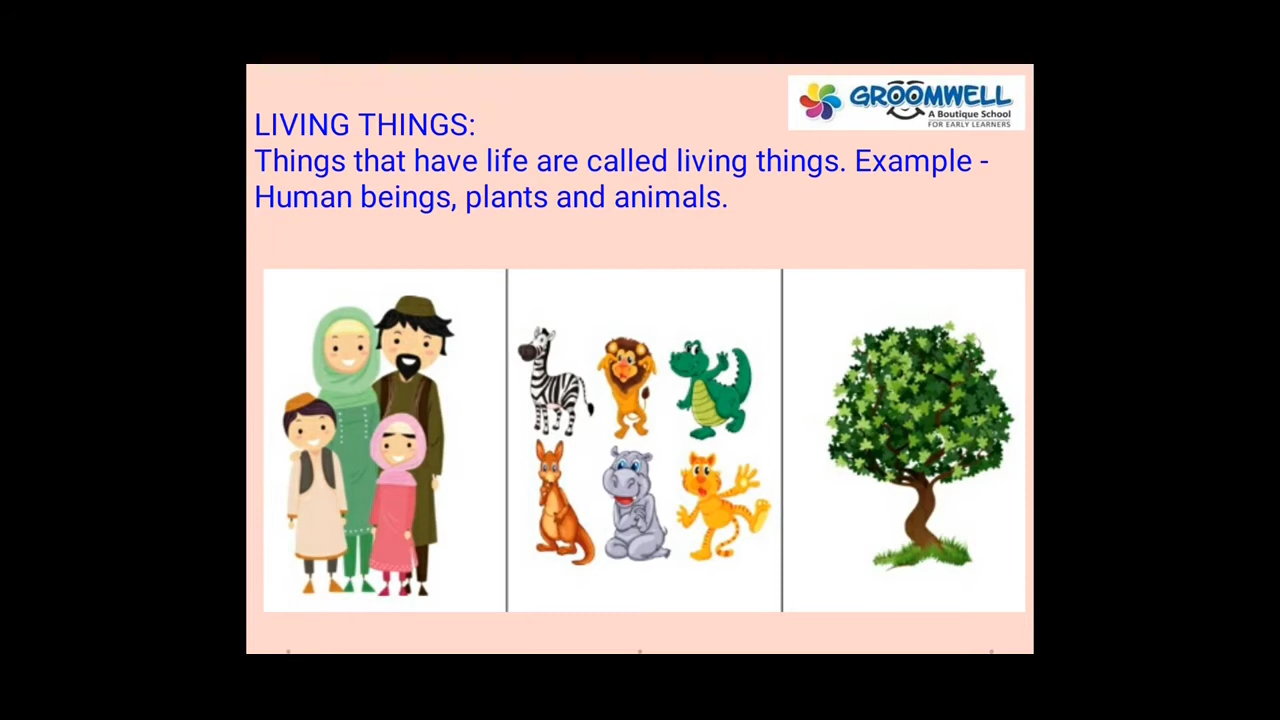 GROOMWELL
A Boutique School
FOR EARLY LEARNERS
LIVING THINGS:
Things that have life are called living things. Example -
Human beings, plants and animals.